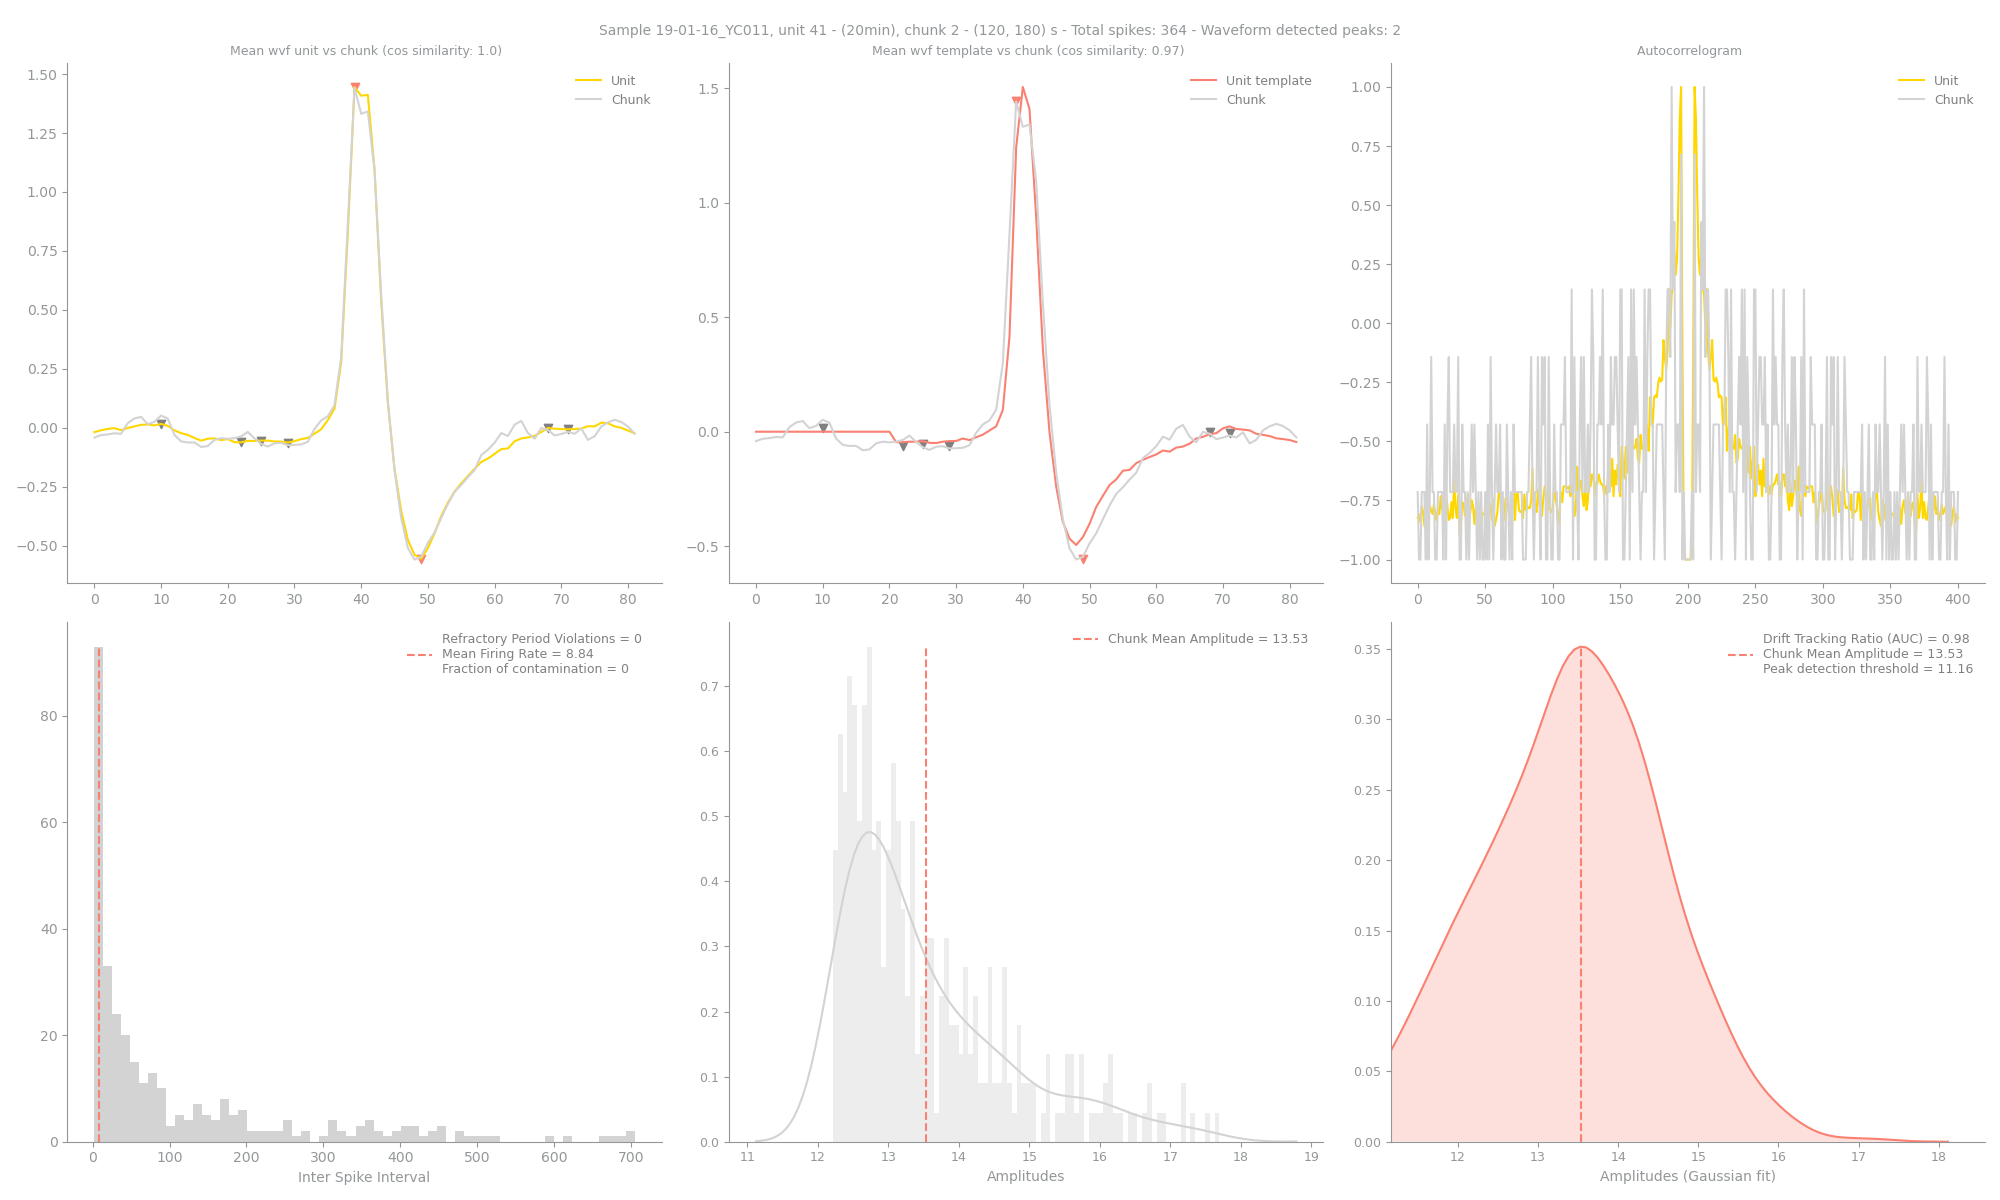 Sample 19-01-16_YC011, unit 41 - (20min), chunk 2 - (120, 180) s - Total spikes: 364 - Waveform detected peaks: 2
Mean wvf unit vs chunk (cos similarity: 1.0)
Unit
Chunk
1.50
1.25
1.00
0.75
0.50
0.25
0.00
−0.25
−0.50
0 10 20 30 40 50 60 70 80
Mean wvf template vs chunk (cos similarity: 0.97)
Unit template
Chunk
1.5
1.0
0.5
0.0
−0.5
0 10 20 30 40 50 60 70 80
Autocorrelogram
Unit
Chunk
1.00
0.75
0.50
0.25
0.00
−0.25
−0.50
−0.75
−1.00
0 50 100 150 200 250 300 350 400
Refractory Period Violations = 0
Mean Firing Rate = 8.84
Fraction of contamination = 0
80
60
40
20
0
0 100 200 300 400 500 600 700
Inter Spike Interval
Chunk Mean Amplitude = 13.53
0.7
0.6
0.5
0.4
0.3
0.2
0.1
0.0
11 12 13 14 15 16 17 18 19
Amplitudes
Drift Tracking Ratio (AUC) = 0.98
Chunk Mean Amplitude = 13.53
Peak detection threshold = 11.16
0.35
0.30
0.25
0.20
0.15
0.10
0.05
0.00
12 13 14 15 16 17 18
Amplitudes (Gaussian fit)